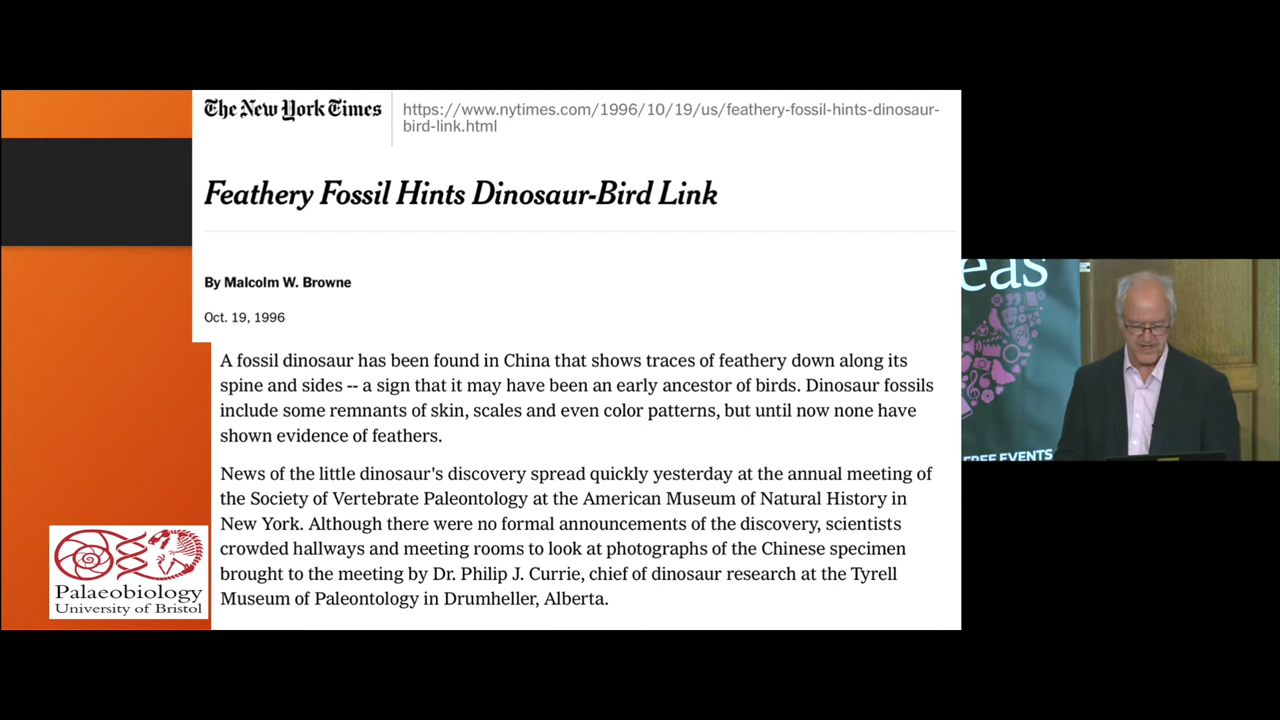 The New York Times
https://www.nytimes.com/1996/10/19/us/feathery-fossil-hints-dinosaur-
bird-link.html
Feathery Fossil Hints Dinosaur-Bird Link
By Malcolm W. Browne
Oct. 19, 1996
A fossil dinosaur has been found in China that shows traces of feathery down along its
spine and sides -- a sign that it may have been an early ancestor of birds. Dinosaur fossils
include some remnants of skin, scales and even color patterns, but until now none have
shown evidence of feathers.
News of the little dinosaur's discovery spread quickly yesterday at the annual meeting of
the Society of Vertebrate Paleontology at the American Museum of Natural History in
New York. Although there were no formal announcements of the discovery, scientists
crowded hallways and meeting rooms to look at photographs of the Chinese specimen
brought to the meeting by Dr. Philip J. Currie, chief of dinosaur research at the Tyrell
Museum of Paleontology in Drumheller, Alberta.
Palaeobiology
University of Bristol
eas
FREE EVENTS